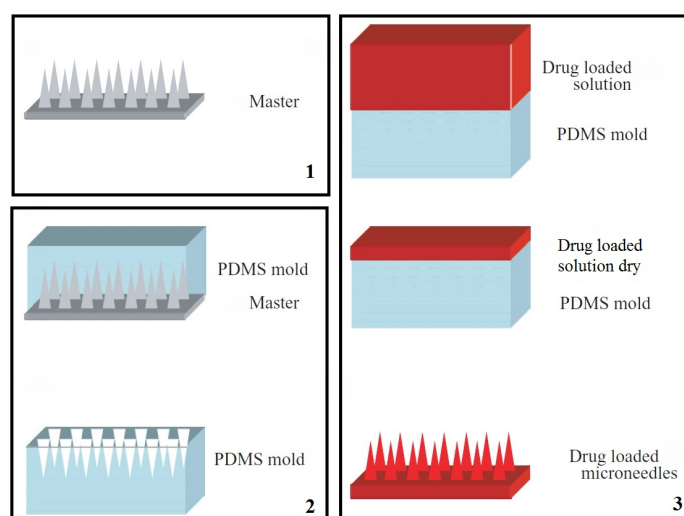 Master
1
PDMS mold
Master
PDMS mold
2
Drug loaded
solution
PDMS mold
Drug loaded
solution dry
PDMS mold
Drug loaded
microneedles
3